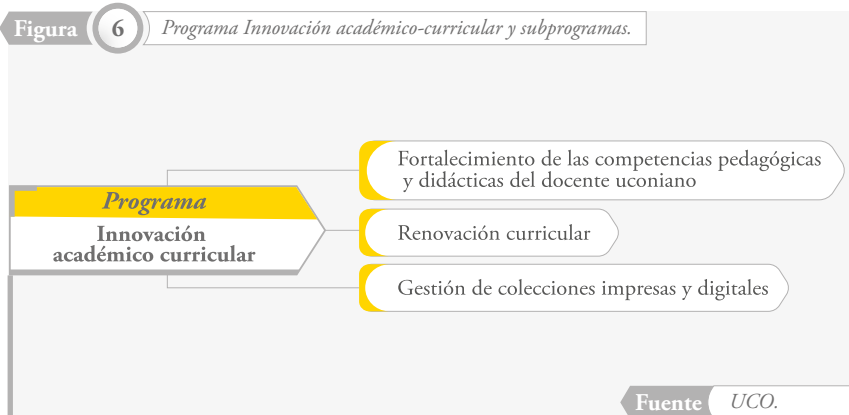 Figura 6 Programa Innovación académico-curricular y subprogramas.
Programa
Innovación
académico curricular
Fortalecimiento de las competencias pedagógicas
y didácticas del docente uconiano
Renovación curricular
Gestión de colecciones impresas y digitales
Fuente UCO.